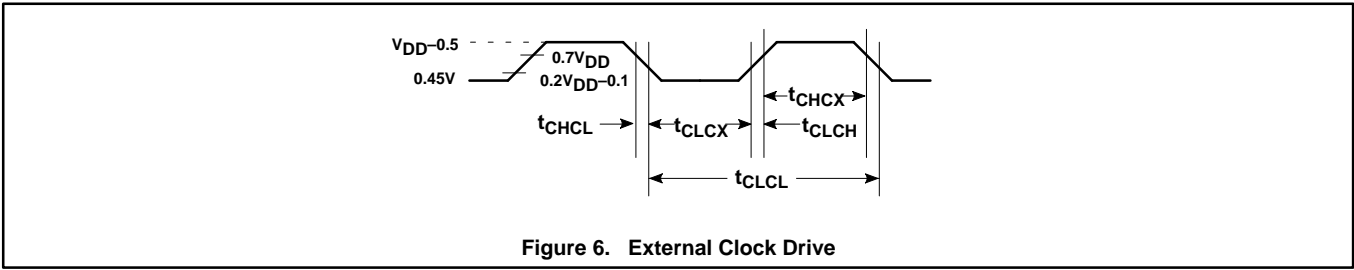 VDD–0.5
0.7VDD
0.45V
0.2VDD–0.1
tCHCX
tCHCL
tCLCX
tCLCH
tCLCL
Figure 6. External Clock Drive